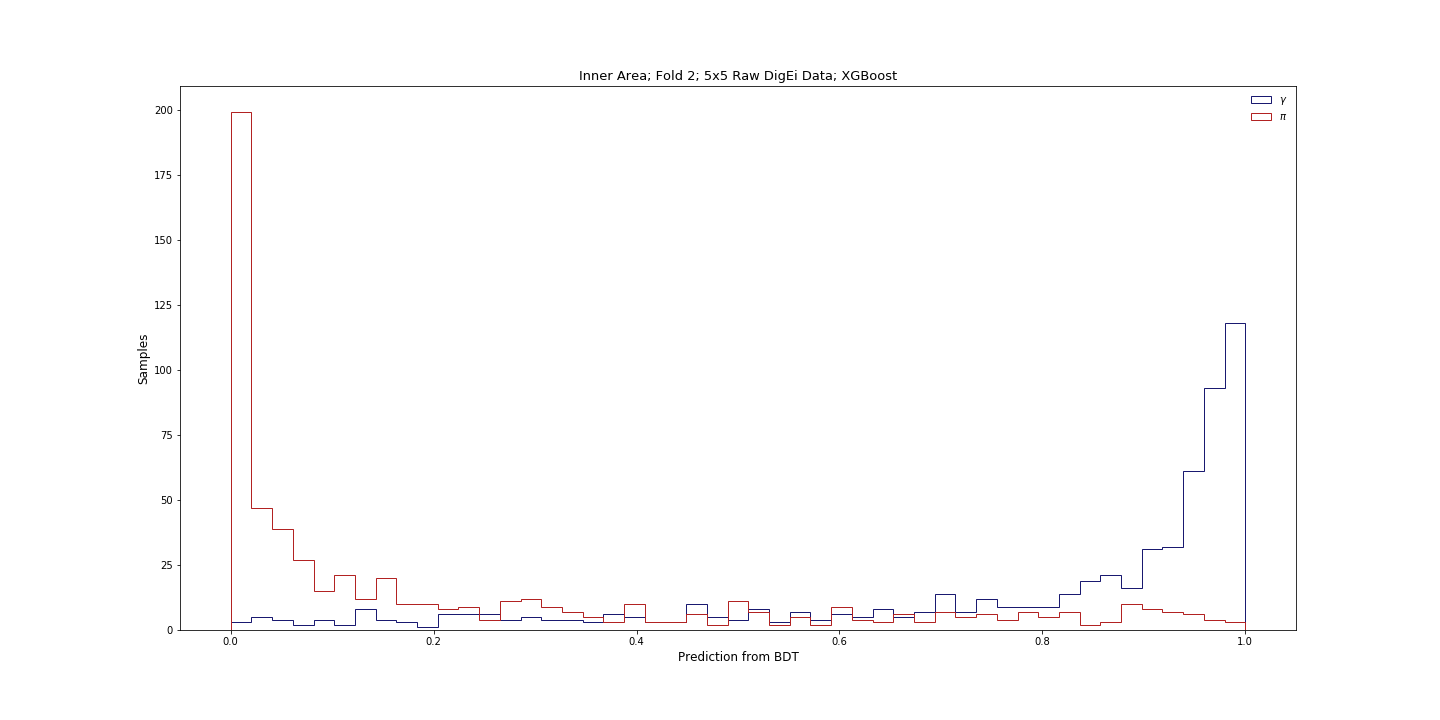 Inner Area; Fold 2; 5x5 Raw DigEi Data; XGBoost
γ
π
200
175
150
125
100
75
50
25
0
Samples
0.0 0.2 0.4 0.6 0.8 1.0
Prediction from BDT